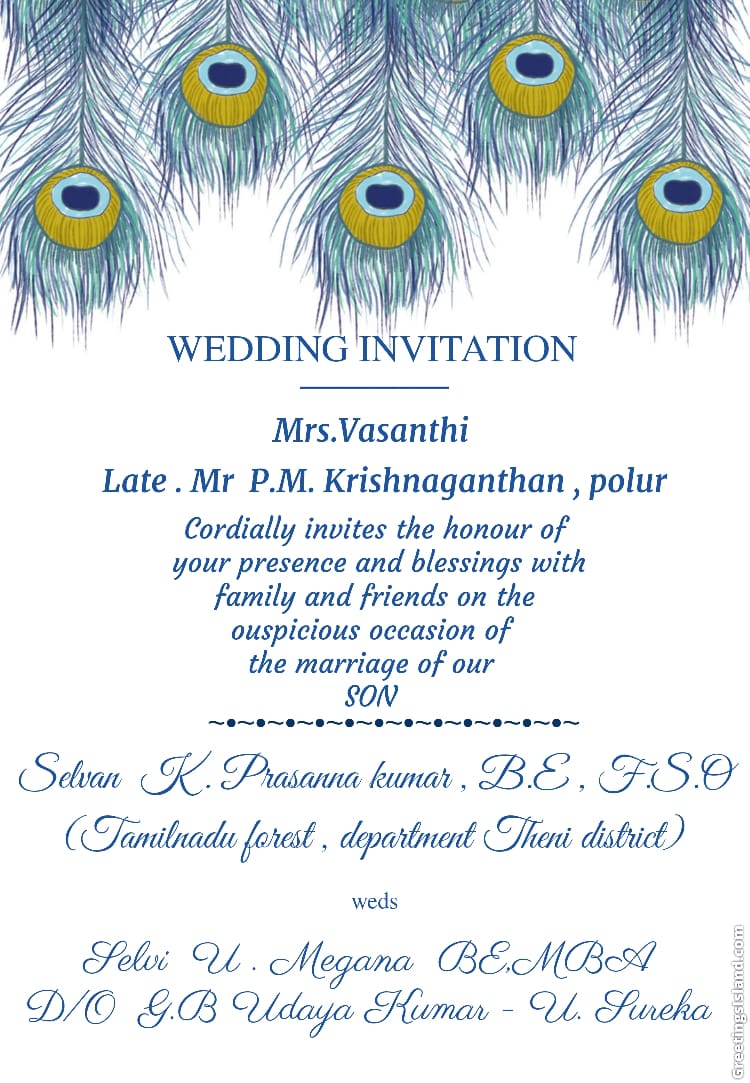 WEDDING INVITATION
Mrs.Vasanthi
Late . Mr P.M. Krishnaganthan , polur
Cordially invites the honour of
your presence and blessings with
family and friends on the
ouspicious occasion of
the marriage of our
SON
~•~•~•~•~•~•~•~•~•~•~•~•~
Selvan K . Prasanna kumar , B.E , F.S.O
(Tamilnadu forest , department Theni district)
weds
Selvi U . Megana BE,MBA
D/O G.B Udaya Kumar - U. Sureka
Greetingsisland.com